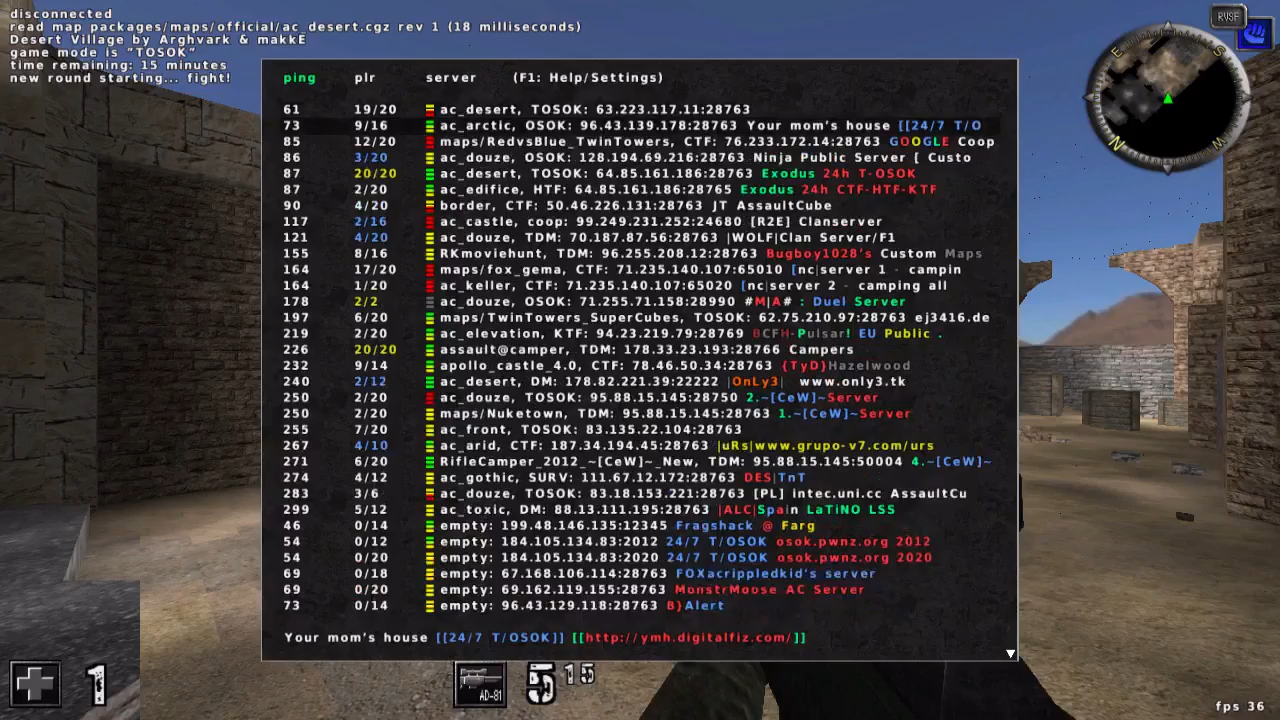 disconnected
read map packages/maps/official/ac_desert.cgz rev 1 (18 milliseconds)
Desert Village by Arghvark & makkE
game mode is "TOSOK"
time remaining: 15 minutes
new round starting... fight!
RVSF
E S
N
ping plr server (F1: Help/Settings)
61 19/20 ac_desert, TOSOK: 63.223.117.11:28763
73 9/16 ac_arctic, OSOK: 96.43.139.178:28763 Your mom's house [[24/7 T/O
85 12/20 maps/RedvsBlue_TwinTowers, CTF: 76.233.172.14:28763 GOOGLE Coop
86 3/20 ac_douze, OSOK: 128.194.69.216:28763 Ninja Public Server [ Custo
87 20/20 ac_desert, TOSOK: 64.85.161.186:28763 Exodus 24h T-OSOK
87 2/20 ac_edifice, HTF: 64.85.161.186:28765 Exodus 24h CTF-HTF-KTF
90 4/20 border, CTF: 50.46.226.131:28763 JT AssaultCube
117 2/16 ac_castle, coop: 99.249.231.252:24680 [R2E] Clanserver
121 4/20 ac_douze, TDM: 70.187.87.56:28763 |WOLF|Clan Server/F1
155 8/16 RKmoviehunt, TDM: 96.255.208.12:28763 Bugboy1028's Custom Maps
164 17/20 maps/fox_gema, CTF: 71.235.140.107:65010 [nc|server 1 - campin
164 1/20 ac_keller, CTF: 71.235.140.107:65020 [nc|server 2 - camping all
178 2/2 ac_douze, OSOK: 71.255.71.158:28990 #M|A# : Duel Server
197 6/20 maps/TwinTowers_SuperCubes, TDM: 62.75.210.97:28763 ej3416.de
219 2/20 ac_elevation, KTF: 94.23.219.79:28769 BCFH-Pulsar! EU Public .
226 20/20 assault@camper, TDM: 178.33.23.193:28766 Campers
232 9/14 apollo_castle_4.0, CTF: 78.46.50.34:28763 {TyD}Hazelwood
240 2/12 ac_desert, DM: 178.82.221.39:22222 |OnLy3| www.only3.tk
250 2/20 ac_douze, TOSOK: 95.88.15.145:28750 2.~[CeW]~Server
250 2/20 maps/Nuketown, TDM: 95.88.15.145:28763 1.~[CeW]~Server
255 7/20 ac_front, TOSOK: 83.135.22.104:28763
267 4/10 ac_arid, CTF: 187.34.194.45:28763 |uRs|www.grupo-v7.com/urs
271 6/20 RifleCamper_2012_~[CeW]~_New, TDM: 95.88.15.145:50004 4.~[CeW]~
274 4/12 ac_gothic, SURV: 111.67.12.172:28763 DES|TnT
283 3/6 ac_douze, TOSOK: 83.18.153.221:28763 [PL] intec.uni.cc AssaultCu
299 5/12 ac_toxic, DM: 88.13.111.195:28763 |ALC|Spain LaTiNO LSS
46 0/14 empty: 199.48.146.135:12345 Fragshack @ Farg
54 0/12 empty: 184.105.134.83:2012 24/7 T/OSOK osok.pwnz.org 2012
54 0/20 empty: 184.105.134.83:2020 24/7 T/OSOK osok.pwnz.org 2020
69 0/18 empty: 67.168.106.114:28763 FOXacrippledkid's server
69 0/20 empty: 69.162.119.155:28763 MonstrMoose AC Server
73 0/14 empty: 96.43.129.118:28763 B}Alert
Your mom's house [[24/7 T/OSOK]] [[http://ymh.digitalfiz.com/]]
1
AD-81
5 15
fps 36